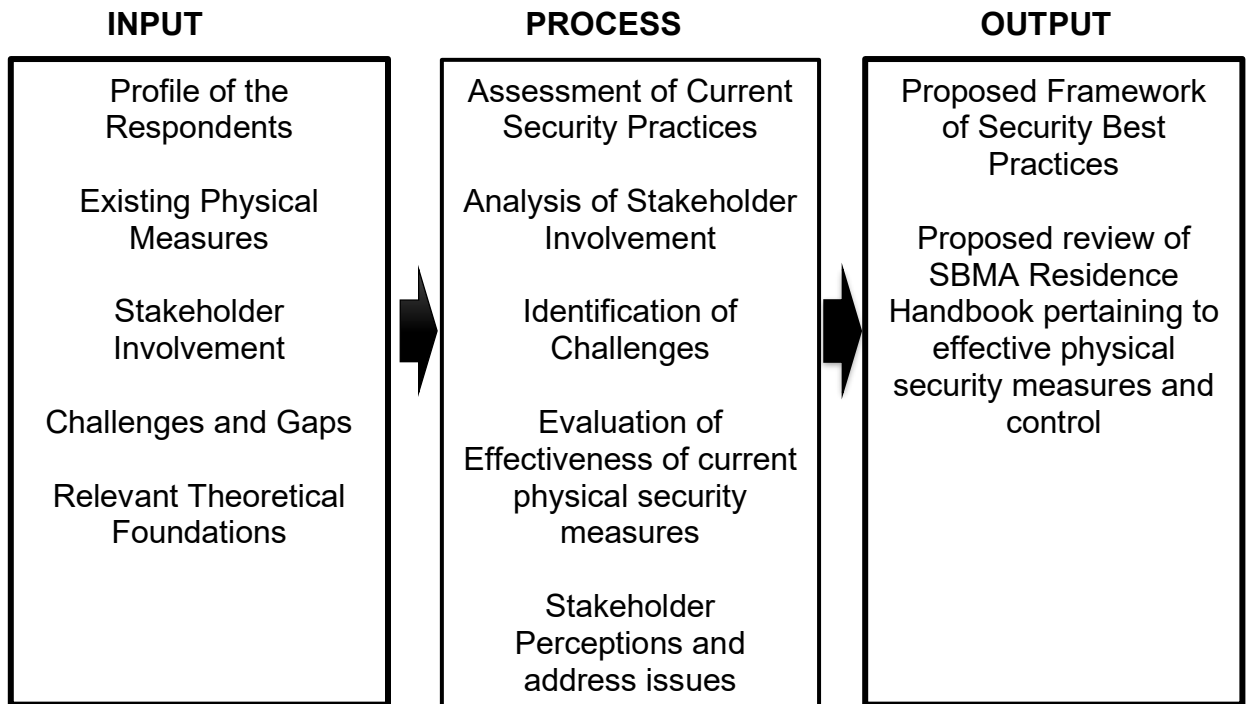 INPUT
PROCESS
OUTPUT
Profile of the
Respondents
Existing Physical
Measures
Stakeholder
Involvement
Challenges and Gaps
Relevant Theoretical
Foundations
Assessment of Current
Security Practices
Analysis of Stakeholder
Involvement
Identification of
Challenges
Evaluation of
Effectiveness of current
physical security
measures
Stakeholder
Perceptions and
address issues
Proposed Framework
of Security Best
Practices
Proposed review of
SBMA Residence
Handbook pertaining to
effective physical
security measures and
control